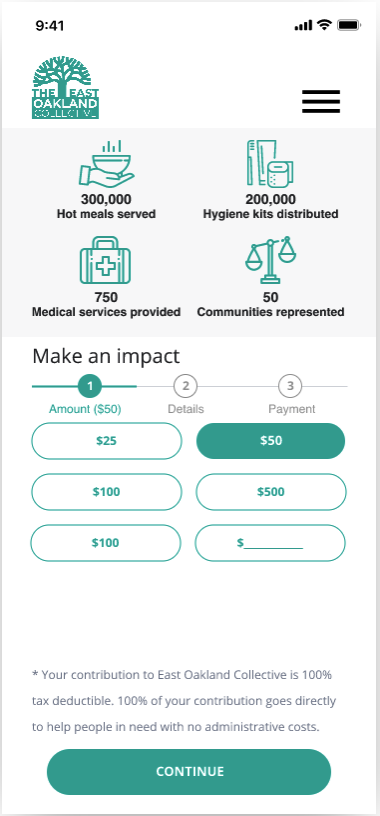 9:41
THE EAST
OAKLAND
COLLECTIVE
300,000
Hot meals served
200,000
Hygiene kits distributed
750
Medical services provided
50
Communities represented
Make an impact
1
2
3
Amount ($50)
Details
Payment
$25
$50
$100
$500
$100
$__________
* Your contribution to East Oakland Collective is 100%
tax deductible. 100% of your contribution goes directly
to help people in need with no administrative costs.
CONTINUE